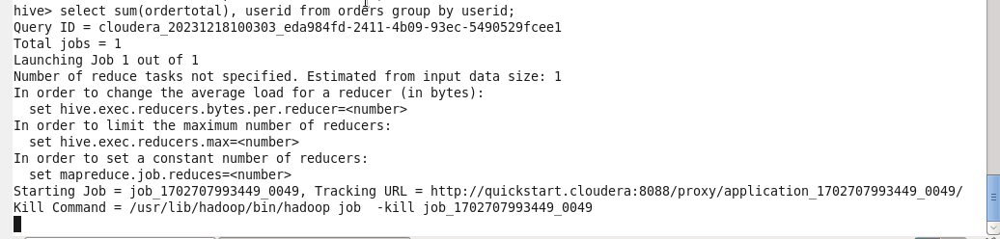 hive> select sum(ordertotal), userid from orders group by userid;
Query ID = cloudera_20231218100303_eda984fd-2411-4b09-93ec-5490529fcee1
Total jobs = 1
Launching Job 1 out of 1
Number of reduce tasks not specified. Estimated from input data size: 1
In order to change the average load for a reducer (in bytes):
  set hive.exec.reducers.bytes.per.reducer=<number>
In order to limit the maximum number of reducers:
  set hive.exec.reducers.max=<number>
In order to set a constant number of reducers:
  set mapreduce.job.reduces=<number>
Starting Job = job_1702707993449_0049, Tracking URL = http://quickstart.cloudera:8088/proxy/application_1702707993449_0049/
Kill Command = /usr/lib/hadoop/bin/hadoop job  -kill job_1702707993449_0049